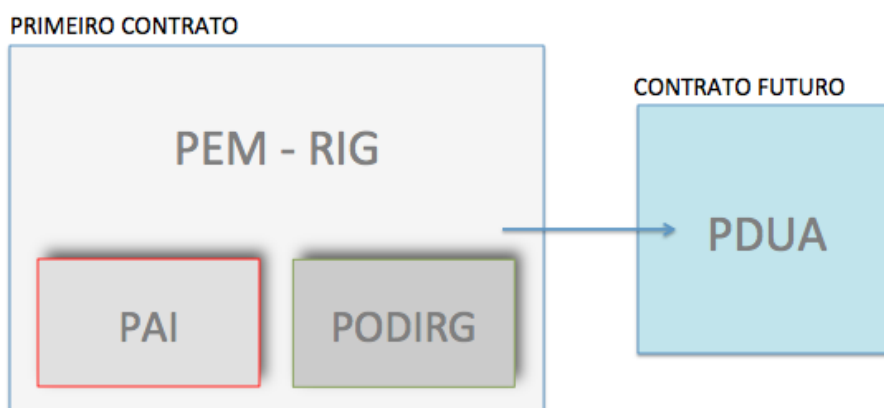 PRIMEIRO CONTRATO
PEM - RIG
PAI
PODIRG
CONTRATO FUTURO
PDUA